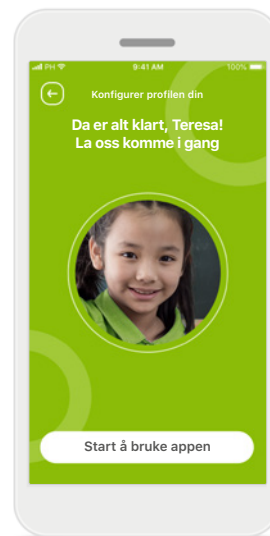 PH 9:41 AM 100%
Konfigurer profilen din
Da er alt klart, Teresa!
La oss komme i gang
Start å bruke appen